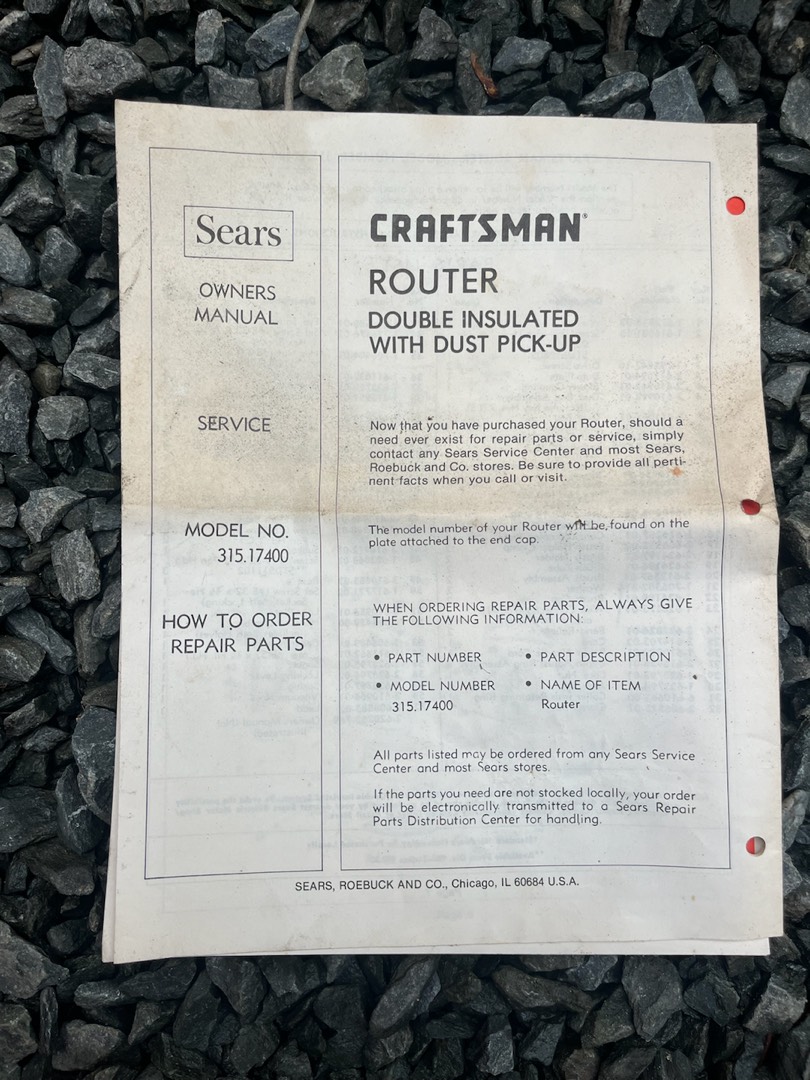 Sears
OWNERS
MANUAL
SERVICE
MODEL NO.
315.17400
HOW TO ORDER
REPAIR PARTS
CRAFTSMAN®
ROUTER
DOUBLE INSULATED
WITH DUST PICK-UP
Now that you have purchased your Router, should a
need ever exist for repair parts or service, simply
contact any Sears Service Center and most Sears,
Roebuck and Co. stores. Be sure to provide all perti-
nent facts when you call or visit.
The model number of your Router will be found on the
plate attached to the end cap.
WHEN ORDERING REPAIR PARTS, ALWAYS GIVE
THE FOLLOWING INFORMATION:
• PART NUMBER • PART DESCRIPTION
• MODEL NUMBER • NAME OF ITEM
315.17400 Router
All parts listed may be ordered from any Sears Service
Center and most Sears stores.
If the parts you need are not stocked locally, your order
will be electronically transmitted to a Sears Repair
Parts Distribution Center for handling.
SEARS, ROEBUCK AND CO., Chicago, IL 60684 U.S.A.